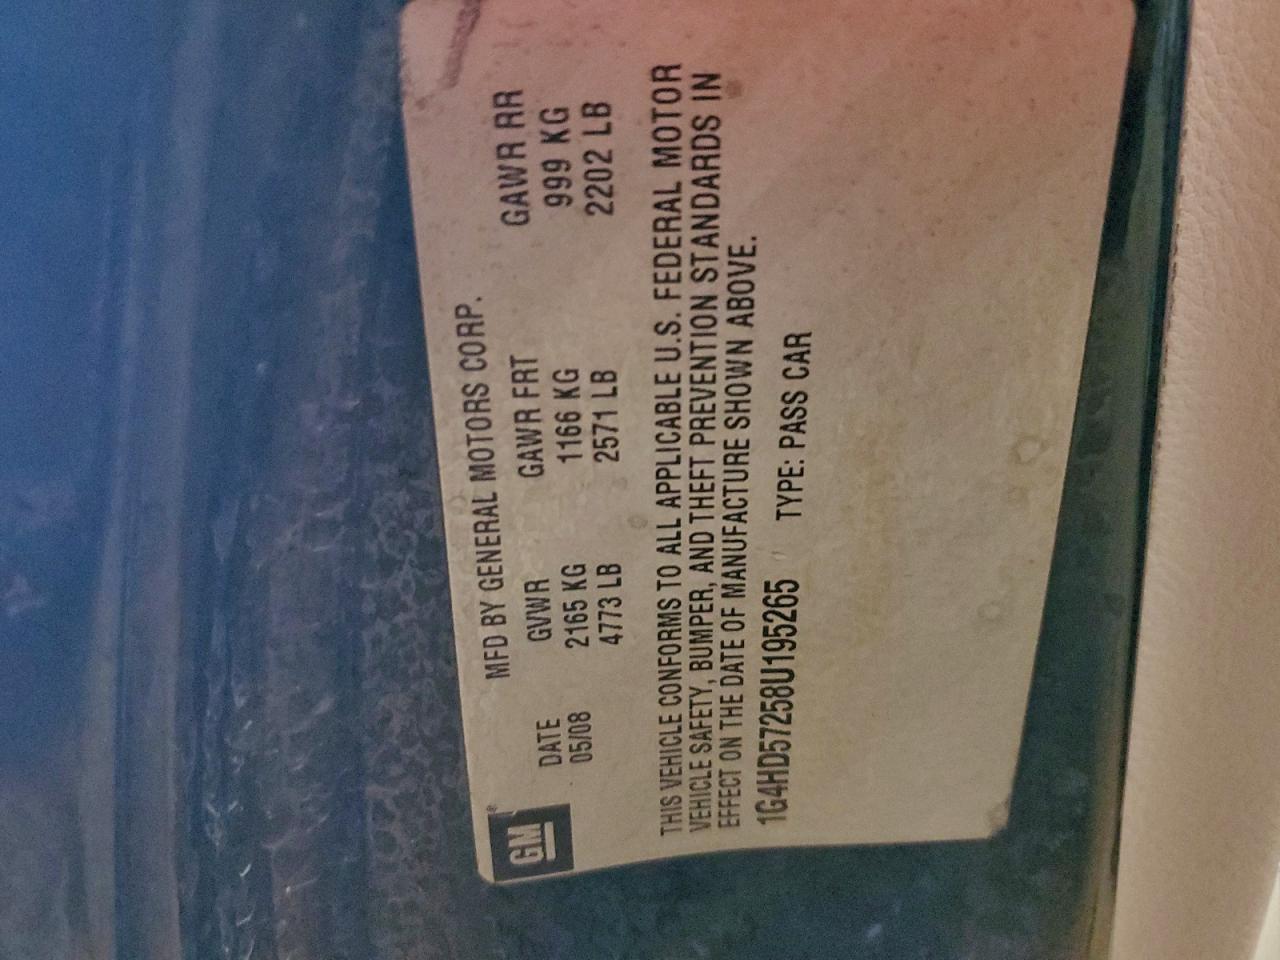 GM®
MFD BY GENERAL MOTORS CORP.
DATE GVWR GAWR FRT GAWR RR
05/08 2165 KG 1166 KG 999 KG
4773 LB 2571 LB 2202 LB
THIS VEHICLE CONFORMS TO ALL APPLICABLE U.S. FEDERAL MOTOR
VEHICLE SAFETY, BUMPER, AND THEFT PREVENTION STANDARDS IN
EFFECT ON THE DATE OF MANUFACTURE SHOWN ABOVE.
1G4HD57258U195265 TYPE: PASS CAR